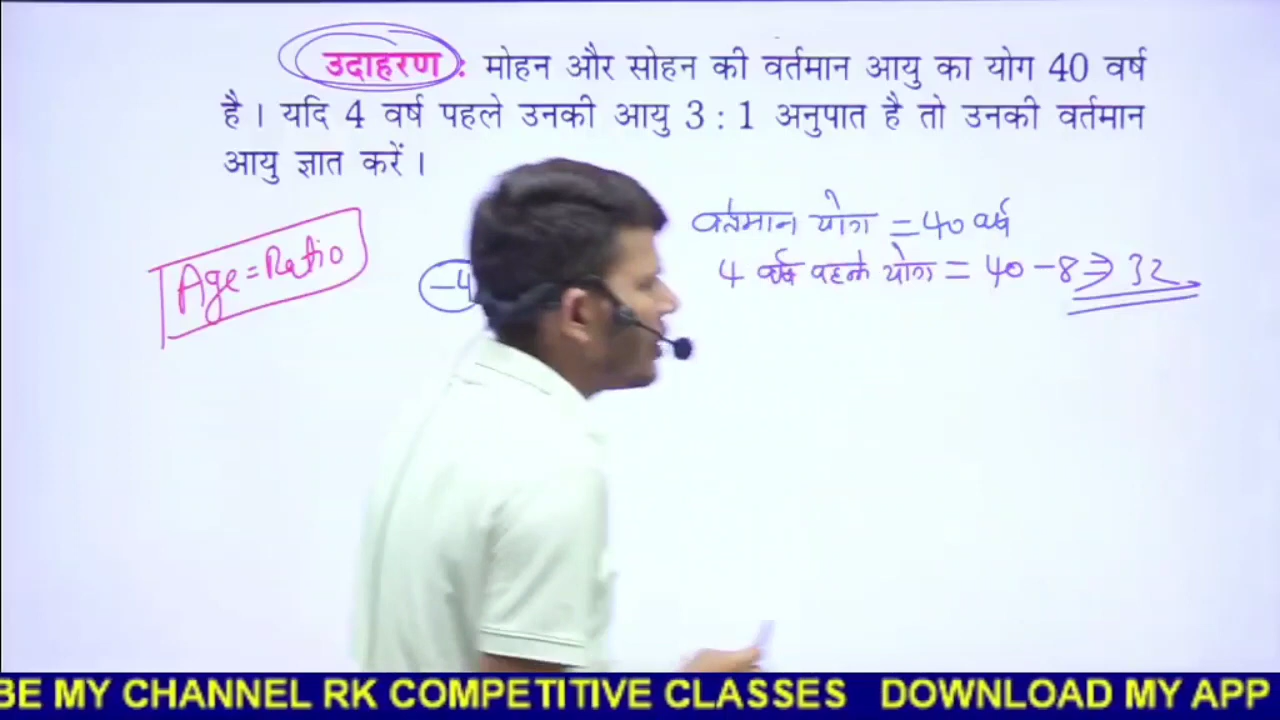 उदाहरण : मोहन और सोहन की वर्तमान आयु का योग 40 वर्ष
है । यदि 4 वर्ष पहले उनकी आयु 3 : 1 अनुपात है तो उनकी वर्तमान
आयु ज्ञात करें ।
वर्तमान योग = 40 वर्ष
Age = Ratio
-4
4 वर्ष पहले योग = 40 - 8 ⇒ 32
BE MY CHANNEL RK COMPETITIVE CLASSES DOWNLOAD MY APP